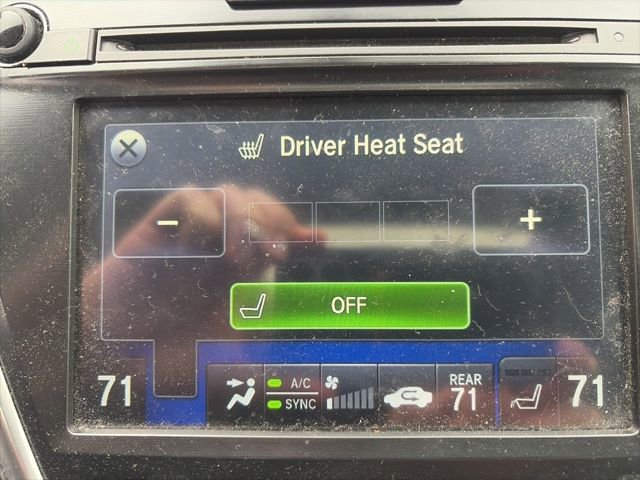 Driver Heat Seat
- +
OFF
71 A/C REAR 71
SYNC 71